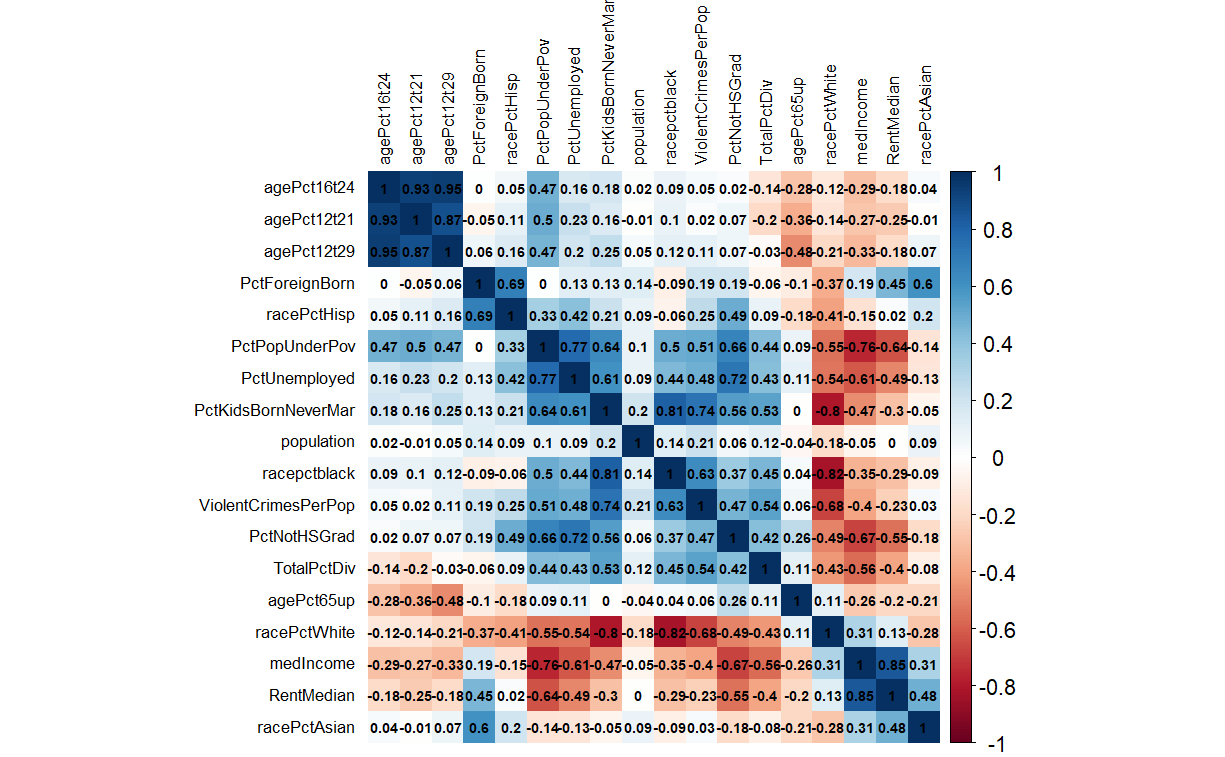 agePct16t24 agePct12t21 agePct12t29 PctForeignBorn racePctHisp PctPopUnderPov PctUnemployed PctKidsBornNeverMar population racepctblack ViolentCrimesPerPop PctNotHSGrad TotalPctDiv agePct65up racePctWhite medIncome RentMedian racePctAsian
agePct16t24 1 0.93 0.95 0 0.05 0.47 0.16 0.18 0.02 0.09 0.05 0.02 -0.14 -0.28 -0.12 -0.29 -0.18 0.04
agePct12t21 0.93 1 0.87 -0.05 0.11 0.5 0.23 0.16 -0.01 0.1 0.02 0.07 -0.2 -0.36 -0.14 -0.27 -0.25 -0.01
agePct12t29 0.95 0.87 1 0.06 0.16 0.47 0.2 0.25 0.05 0.12 0.11 0.07 -0.03 -0.48 -0.21 -0.33 -0.18 0.07
PctForeignBorn 0 -0.05 0.06 1 0.69 0 0.13 0.13 0.14 -0.09 0.19 0.19 -0.06 -0.1 -0.37 0.19 0.45 0.6
racePctHisp 0.05 0.11 0.16 0.69 1 0.33 0.42 0.21 0.09 -0.06 0.25 0.49 0.09 -0.18 -0.41 -0.15 0.02 0.2
PctPopUnderPov 0.47 0.5 0.47 0 0.33 1 0.77 0.64 0.1 0.5 0.51 0.66 0.44 0.09 -0.55 -0.76 -0.64 -0.14
PctUnemployed 0.16 0.23 0.2 0.13 0.42 0.77 1 0.61 0.09 0.44 0.48 0.72 0.43 0.11 -0.54 -0.61 -0.49 -0.13
PctKidsBornNeverMar 0.18 0.16 0.25 0.13 0.21 0.64 0.61 1 0.2 0.81 0.74 0.56 0.53 0 -0.8 -0.47 -0.3 -0.05
population 0.02 -0.01 0.05 0.14 0.09 0.1 0.09 0.2 1 0.14 0.21 0.06 0.12 -0.04 -0.18 -0.05 0 0.09
racepctblack 0.09 0.1 0.12 -0.09 -0.06 0.5 0.44 0.81 0.14 1 0.63 0.37 0.45 0.04 -0.82 -0.35 -0.29 -0.09
ViolentCrimesPerPop 0.05 0.02 0.11 0.19 0.25 0.51 0.48 0.74 0.21 0.63 1 0.47 0.54 0.06 -0.68 -0.4 -0.23 0.03
PctNotHSGrad 0.02 0.07 0.07 0.19 0.49 0.66 0.72 0.56 0.06 0.37 0.47 1 0.42 0.26 -0.49 -0.67 -0.55 -0.18
TotalPctDiv -0.14 -0.2 -0.03 -0.06 0.09 0.44 0.43 0.53 0.12 0.45 0.54 0.42 1 0.11 -0.43 -0.56 -0.4 -0.08
agePct65up -0.28 -0.36 -0.48 -0.1 -0.18 0.09 0.11 0 -0.04 0.04 0.06 0.26 0.11 1 0.11 -0.26 -0.2 -0.21
racePctWhite -0.12 -0.14 -0.21 -0.37 -0.41 -0.55 -0.54 -0.8 -0.18 -0.82 -0.68 -0.49 -0.43 0.11 1 0.31 0.13 -0.28
medIncome -0.29 -0.27 -0.33 0.19 -0.15 -0.76 -0.61 -0.47 -0.05 -0.35 -0.4 -0.67 -0.56 -0.26 0.31 1 0.85 0.31
RentMedian -0.18 -0.25 -0.18 0.45 0.02 -0.64 -0.49 -0.3 0 -0.29 -0.23 -0.55 -0.4 -0.2 0.13 0.85 1 0.48
racePctAsian 0.04 -0.01 0.07 0.6 0.2 -0.14 -0.13 -0.05 0.09 -0.09 0.03 -0.18 -0.08 -0.21 -0.28 0.31 0.48 1
1
0.8
0.6
0.4
0.2
0
-0.2
-0.4
-0.6
-0.8
-1